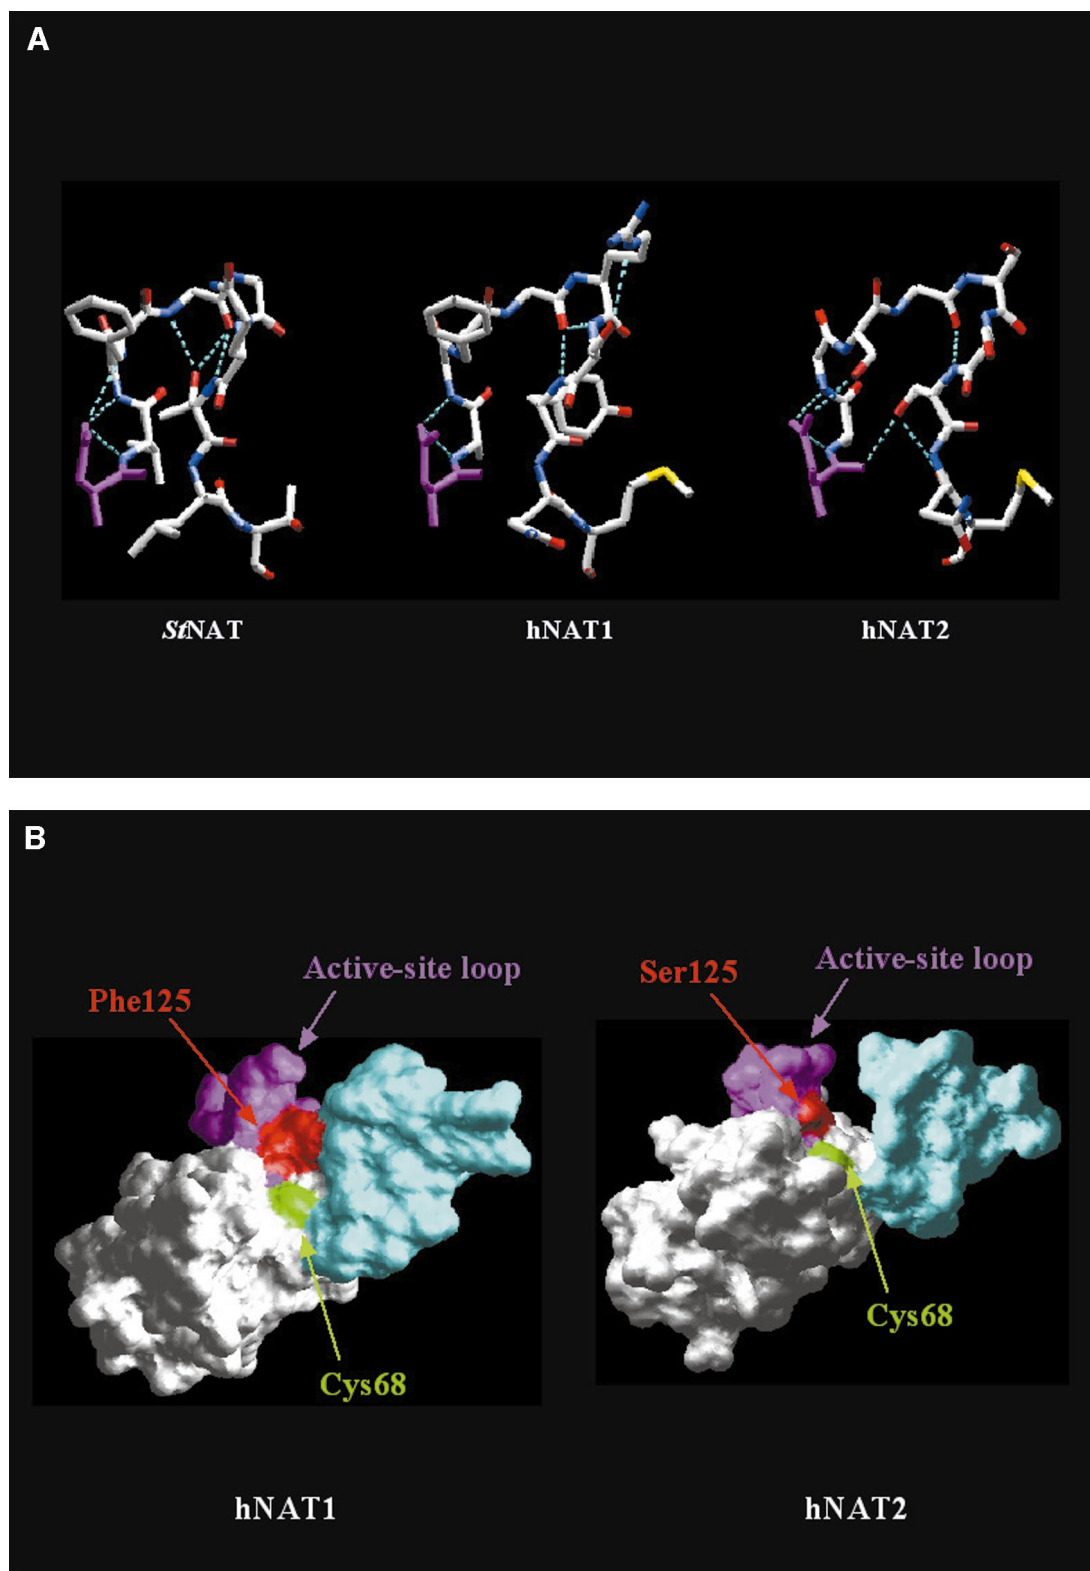 A
StNAT
hNAT1
hNAT2
B
Active-site loop
Phe125
Cys68
hNAT1
Active-site loop
Ser125
Cys68
hNAT2